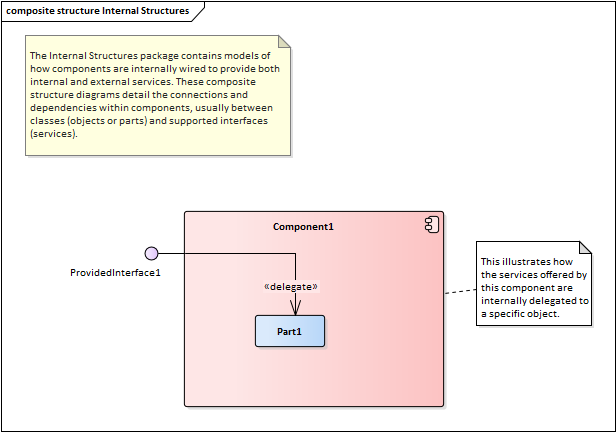 composite structure Internal Structures
The Internal Structures package contains models of
how components are internally wired to provide both
internal and external services. These composite
structure diagrams detail the connections and
dependencies within components, usually between
classes (objects or parts) and supported interfaces
(services).
Component1
ProvidedInterface1
«delegate»
Part1
This illustrates how
the services offered by
this component are
internally delegated to
a specific object.